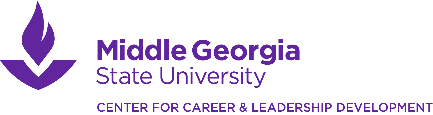 Middle Georgia
State University
CENTER FOR CAREER & LEADERSHIP DEVELOPMENT